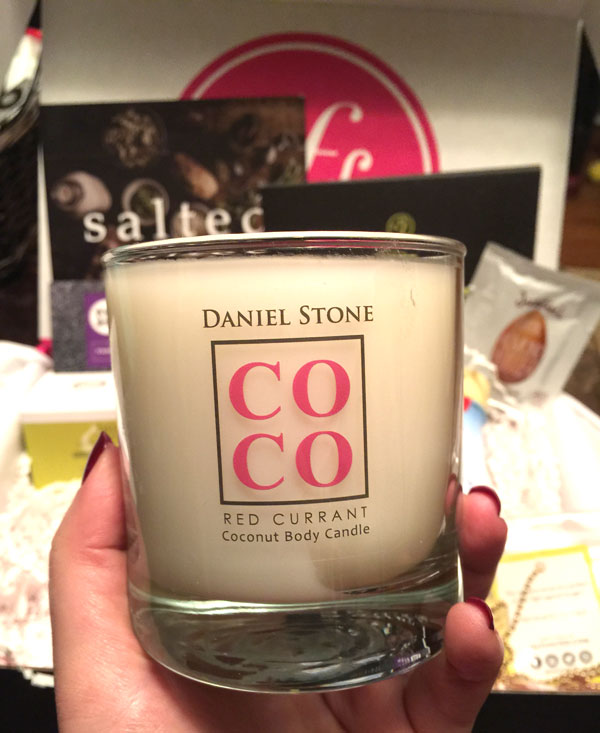 saltec
DANIEL STONE
CO
CO
RED CURRANT
Coconut Body Candle